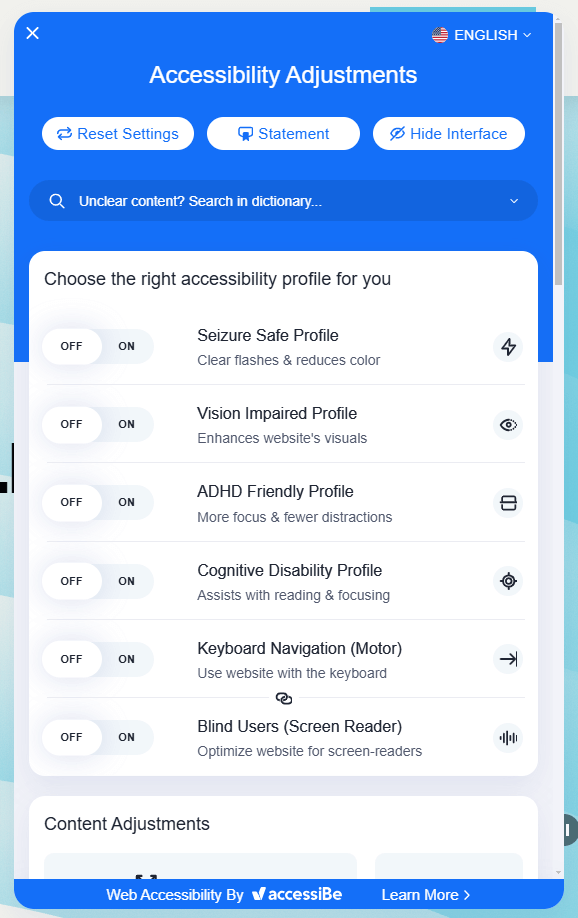 ENGLISH
Accessibility Adjustments
Reset Settings
Statement
Hide Interface
Unclear content? Search in dictionary...
Choose the right accessibility profile for you
OFF ON
Seizure Safe Profile
Clear flashes & reduces color
OFF ON
Vision Impaired Profile
Enhances website's visuals
OFF ON
ADHD Friendly Profile
More focus & fewer distractions
OFF ON
Cognitive Disability Profile
Assists with reading & focusing
OFF ON
Keyboard Navigation (Motor)
Use website with the keyboard
OFF ON
Blind Users (Screen Reader)
Optimize website for screen-readers
Content Adjustments
Web Accessibility By accessiBe
Learn More